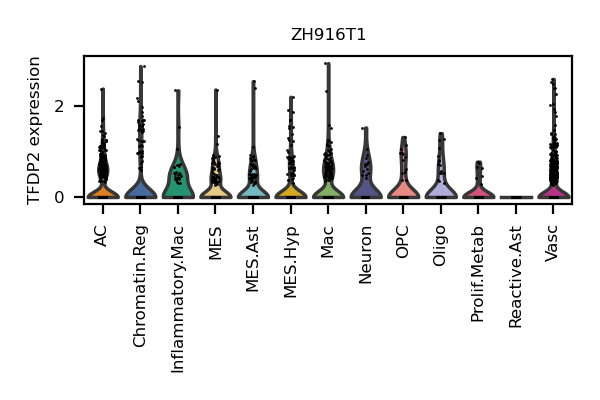 ZH916T1
TFDP2 expression
2
0
AC
Chromatin.Reg
Inflammatory.Mac
MES
MES.Ast
MES.Hyp
Mac
Neuron
OPC
Oligo
Prolif.Metab
Reactive.Ast
Vasc